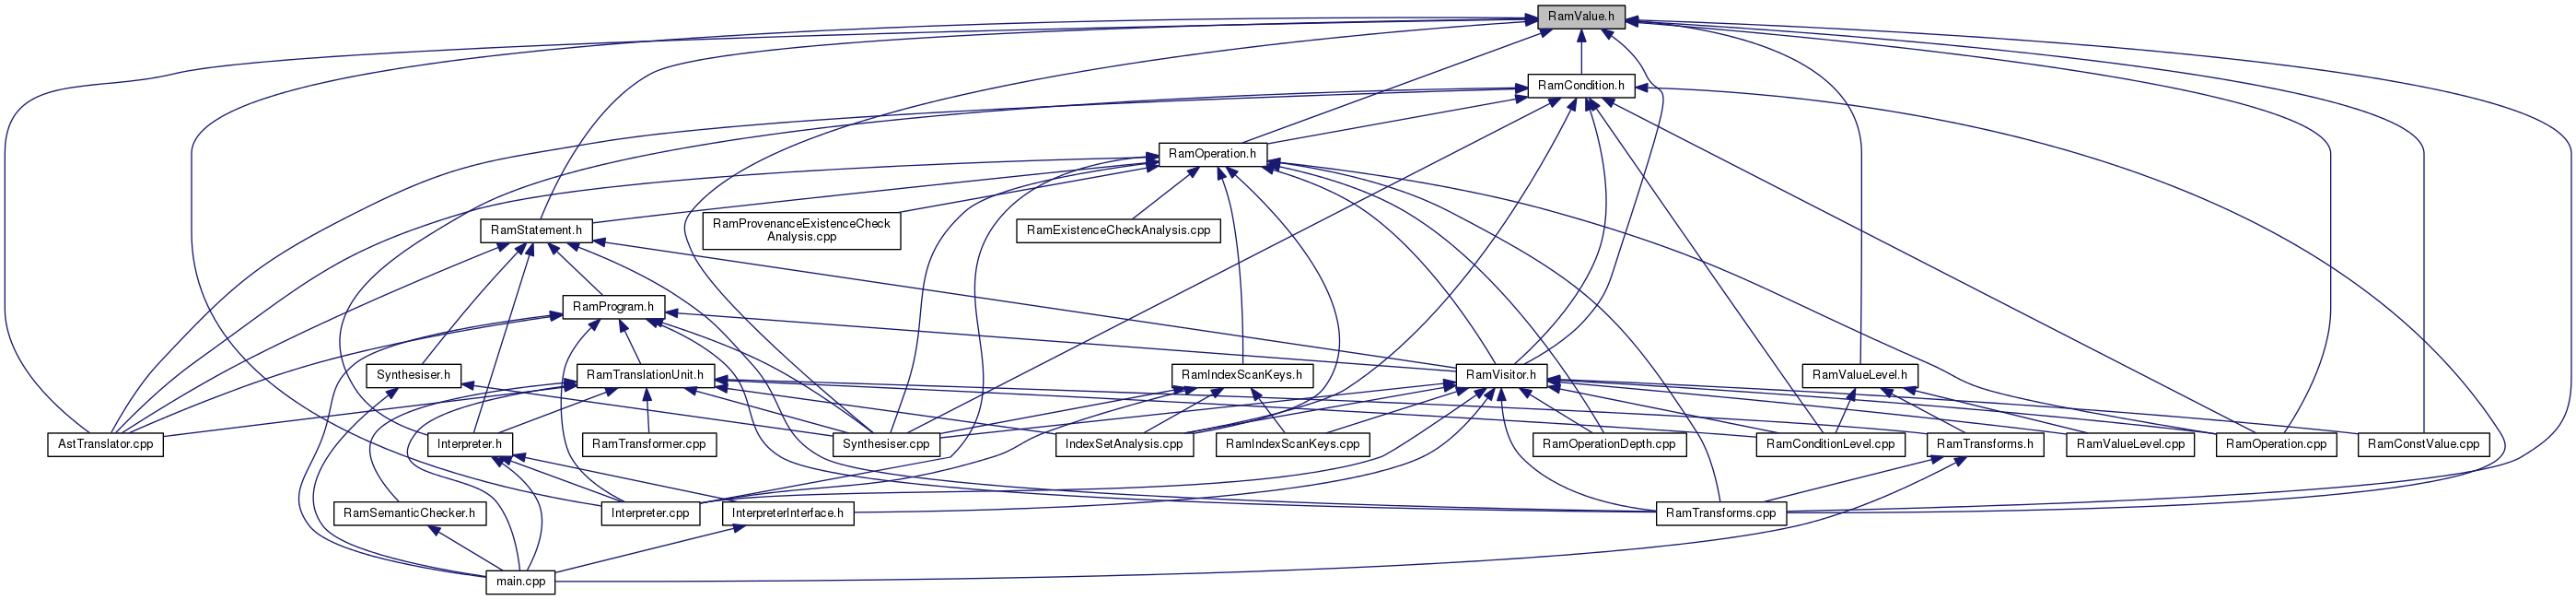 RamValue.h
RamCondition.h
RamOperation.h
RamStatement.h
RamProvenanceExistenceCheck
Analysis.cpp
RamExistenceCheckAnalysis.cpp
RamProgram.h
Synthesiser.h
RamTranslationUnit.h
RamIndexScanKeys.h
RamVisitor.h
RamValueLevel.h
AstTranslator.cpp
Interpreter.h
RamTransformer.cpp
Synthesiser.cpp
IndexSetAnalysis.cpp
RamIndexScanKeys.cpp
RamOperationDepth.cpp
RamConditionLevel.cpp
RamTransforms.h
RamValueLevel.cpp
RamOperation.cpp
RamConstValue.cpp
RamSemanticChecker.h
Interpreter.cpp
InterpreterInterface.h
RamTransforms.cpp
main.cpp